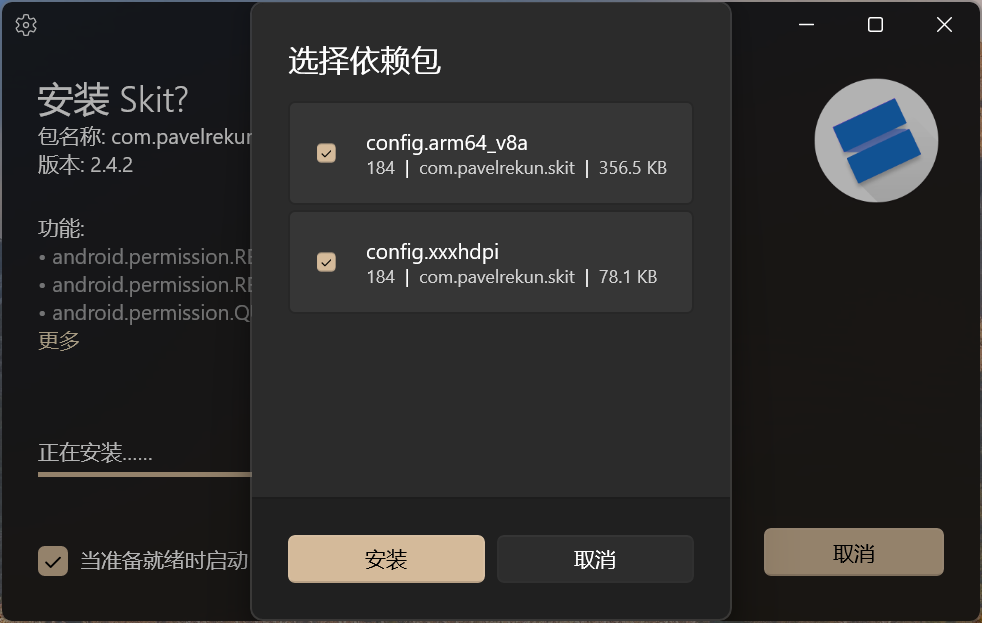 选择依赖包
安装 Skit?
包名称: com.pavelrekun
版本: 2.4.2
功能:
• android.permission.RE
• android.permission.RE
• android.permission.Q
更多
正在安装......
当准备就绪时启动
config.arm64_v8a
184 | com.pavelrekun.skit | 356.5 KB
config.xxxhdpi
184 | com.pavelrekun.skit | 78.1 KB
安装
取消
取消